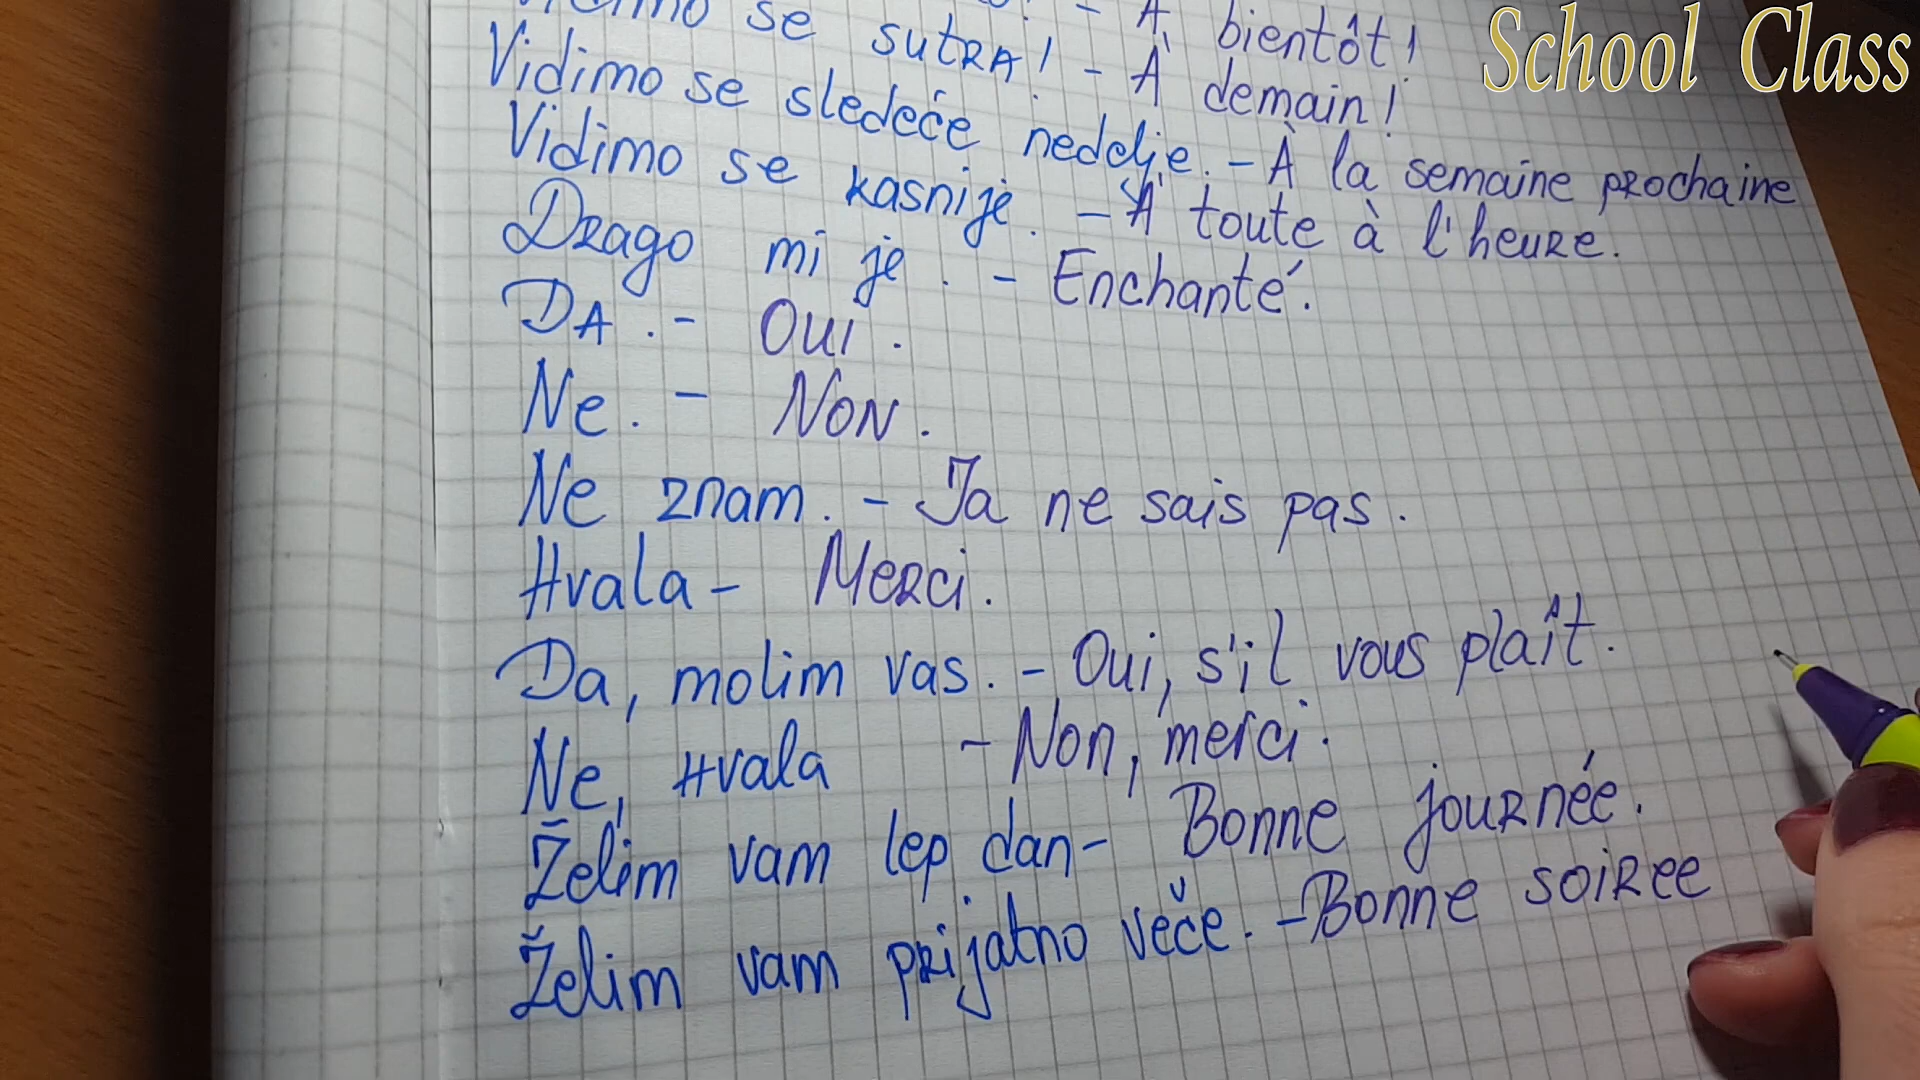 se - À bientôt!
School Class
se sutra! - À demain!
Vidimo se sledeće nedelje. - À la semaine prochaine
Vidimo se kasnije. - À toute à l'heure.
Drago mi je. - Enchanté.
DA. - OUI.
Ne. - Non.
Ne znam. - Ja ne sais pas.
Hvala - Merci.
Da, molim vas. - Oui, s'il vous plaît.
Ne, Hvala - Non, merci.
Želim vam lep dan - Bonne journée.
Želim vam prijatno veče. - Bonne soiree